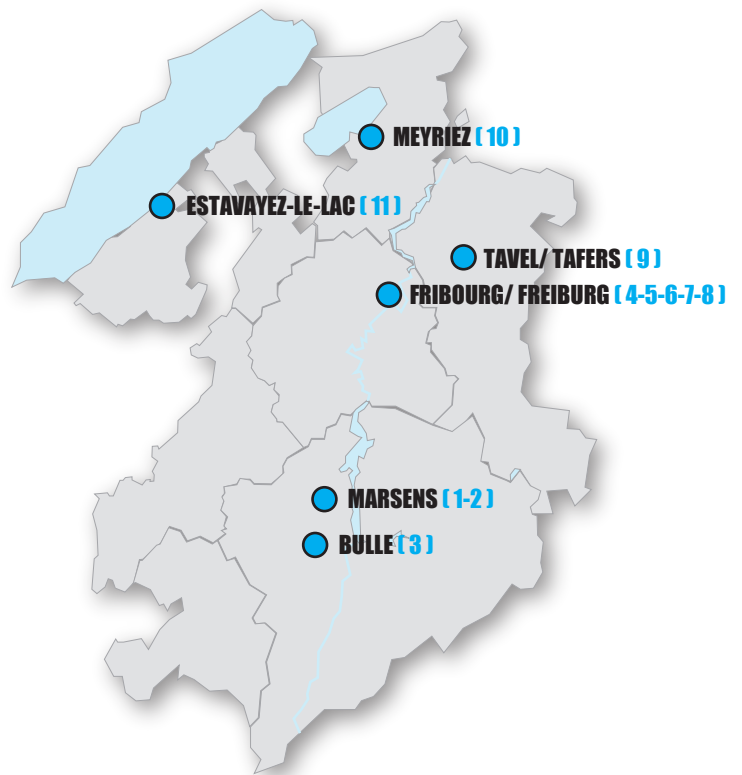 MEYRIEZ ( 10 )
ESTAVAYEZ-LE-LAC ( 11 )
TAVEL/ TAFERS ( 9 )
FRIBOURG/ FREIBURG ( 4-5-6-7-8 )
MARSENS ( 1-2 )
BULLE ( 3 )